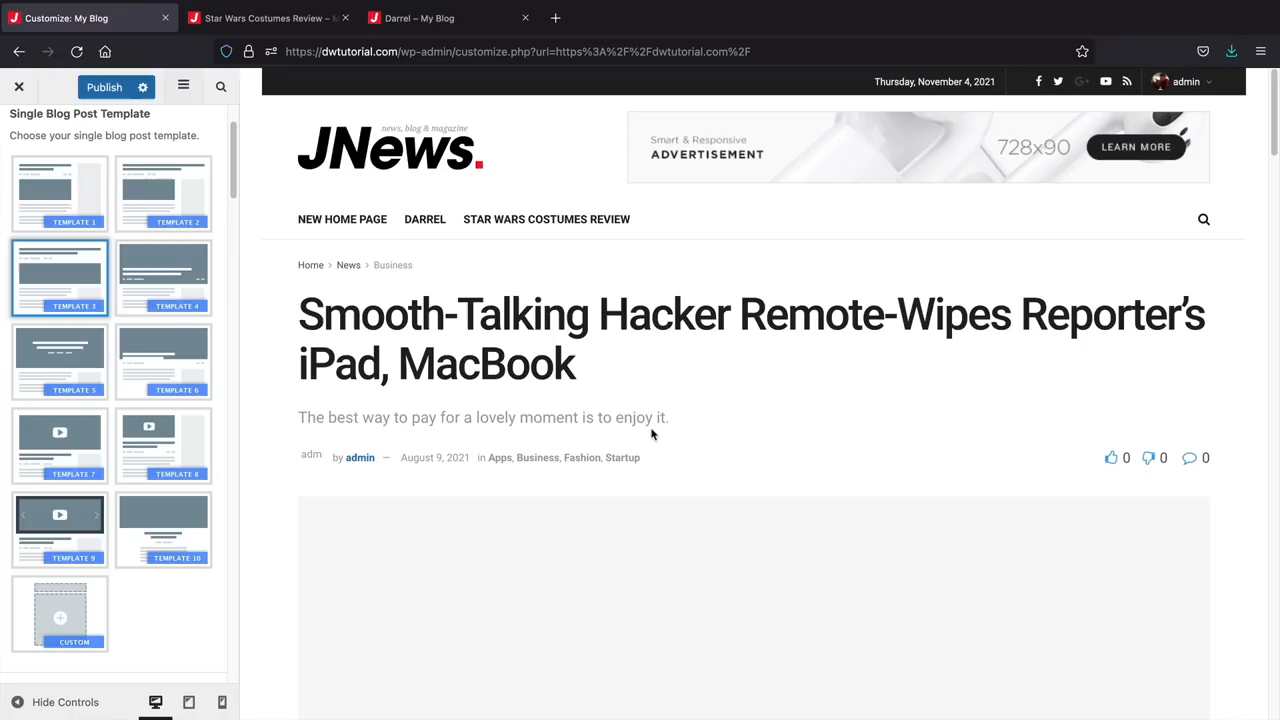 Customize: My Blog
Star Wars Costumes Review – M
Darrel – My Blog
https://dwtutorial.com/wp-admin/customize.php?url=https%3A%2F%2Fdwtutorial.com%2F
Publish
Single Blog Post Template
Choose your single blog post template.
TEMPLATE 1
TEMPLATE 2
TEMPLATE 3
TEMPLATE 4
TEMPLATE 5
TEMPLATE 6
TEMPLATE 7
TEMPLATE 8
TEMPLATE 9
TEMPLATE 10
CUSTOM
Hide Controls
Thursday, November 4, 2021
admin
news, blog & magazine
JNews.
Smart & Responsive
ADVERTISEMENT
728x90
LEARN MORE
NEW HOME PAGE
DARREL
STAR WARS COSTUMES REVIEW
Home > News > Business
Smooth-Talking Hacker Remote-Wipes Reporter’s
iPad, MacBook
The best way to pay for a lovely moment is to enjoy it.
adm
by admin — August 9, 2021 in Apps, Business, Fashion, Startup
0 0 0